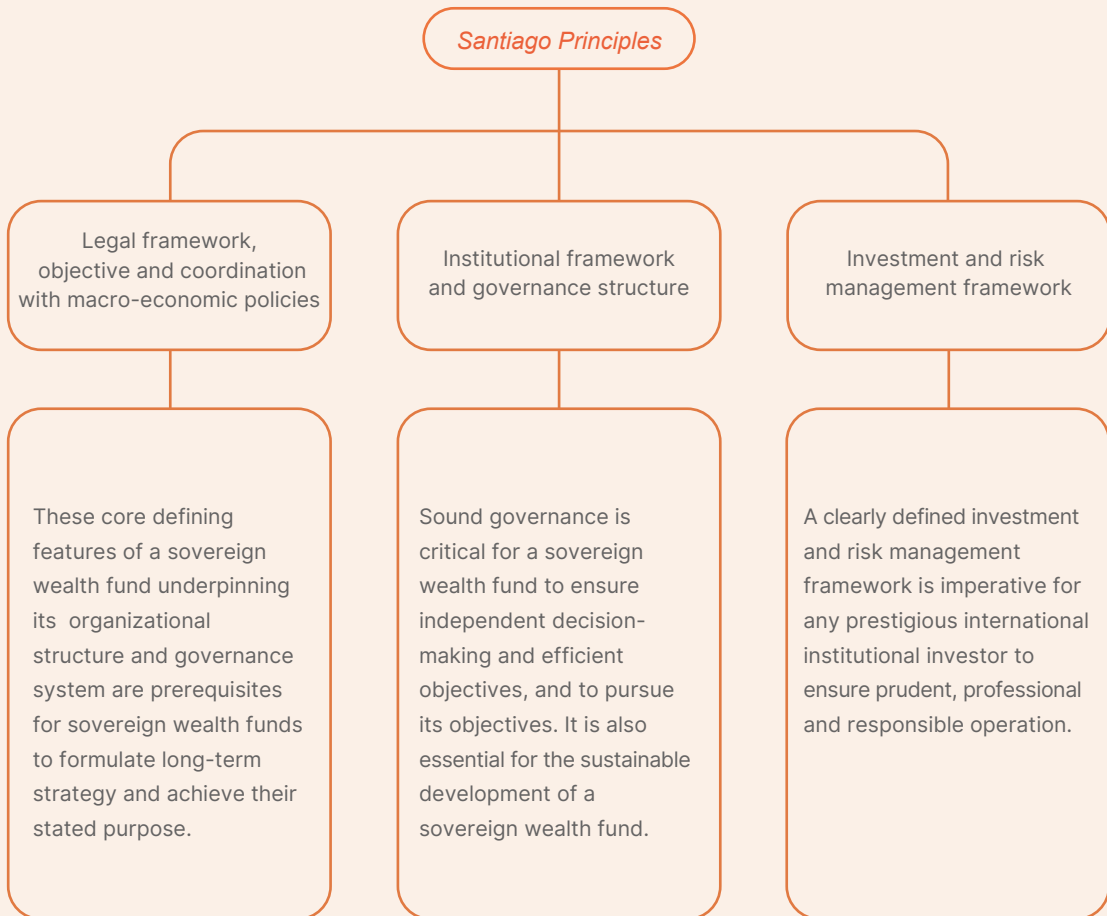 Santiago Principles
Legal framework,
objective and coordination
with macro-economic policies
Institutional framework
and governance structure
Investment and risk
management framework
These core defining
features of a sovereign
wealth fund underpinning
its organizational
structure and governance
system are prerequisites
for sovereign wealth funds
to formulate long-term
strategy and achieve their
stated purpose.
Sound governance is
critical for a sovereign
wealth fund to ensure
independent decision-
making and efficient
objectives, and to pursue
its objectives. It is also
essential for the sustainable
development of a
sovereign wealth fund.
A clearly defined investment
and risk management
framework is imperative for
any prestigious international
institutional investor to
ensure prudent, professional
and responsible operation.